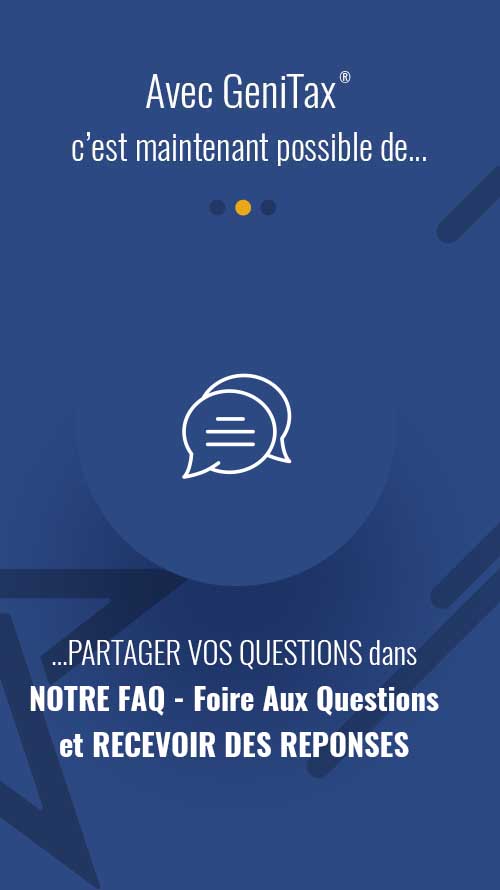 Avec GeniTax®
c’est maintenant possible de...
...PARTAGER VOS QUESTIONS dans
NOTRE FAQ - Foire Aux Questions
et RECEVOIR DES REPONSES